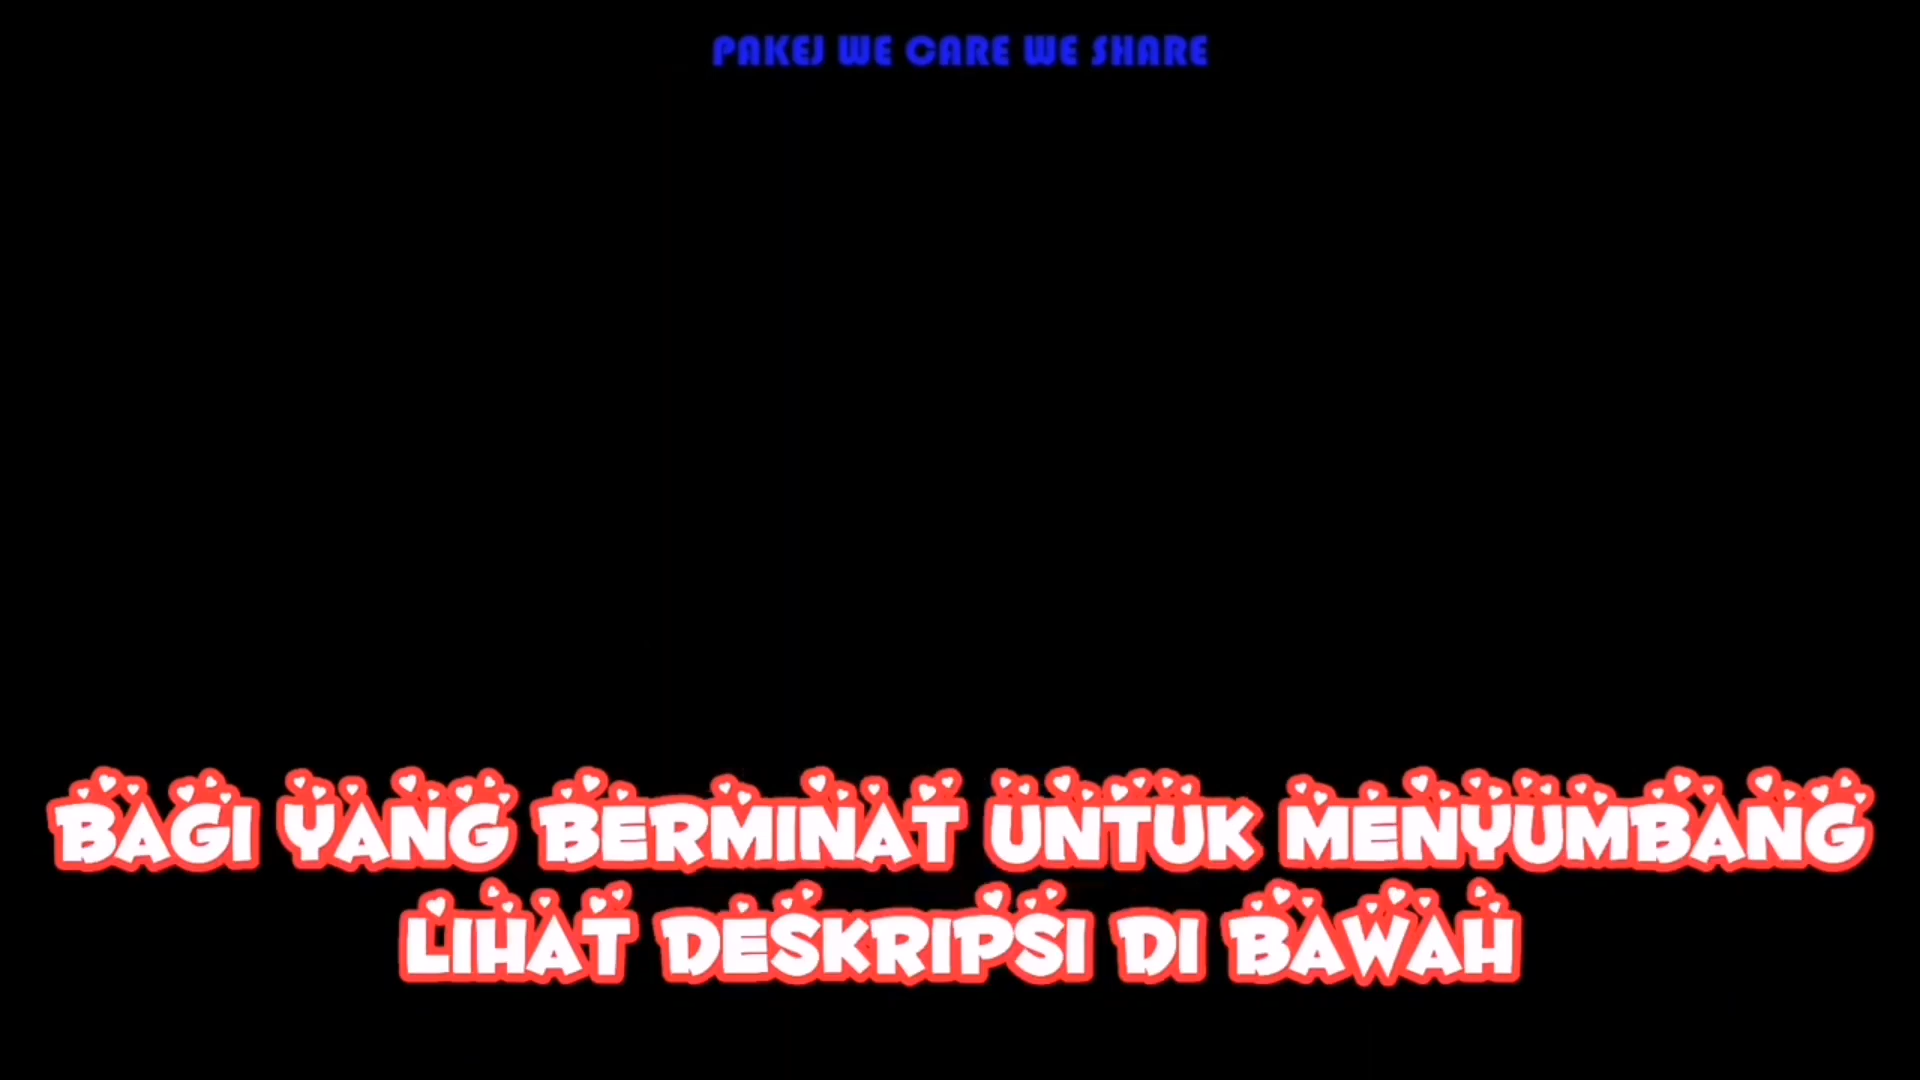 PAKEJ WE CARE WE SHARE
BAGI YANG BERMINAT UNTUK MENYUMBANG
LIHAT DESKRIPSI DI BAWAH